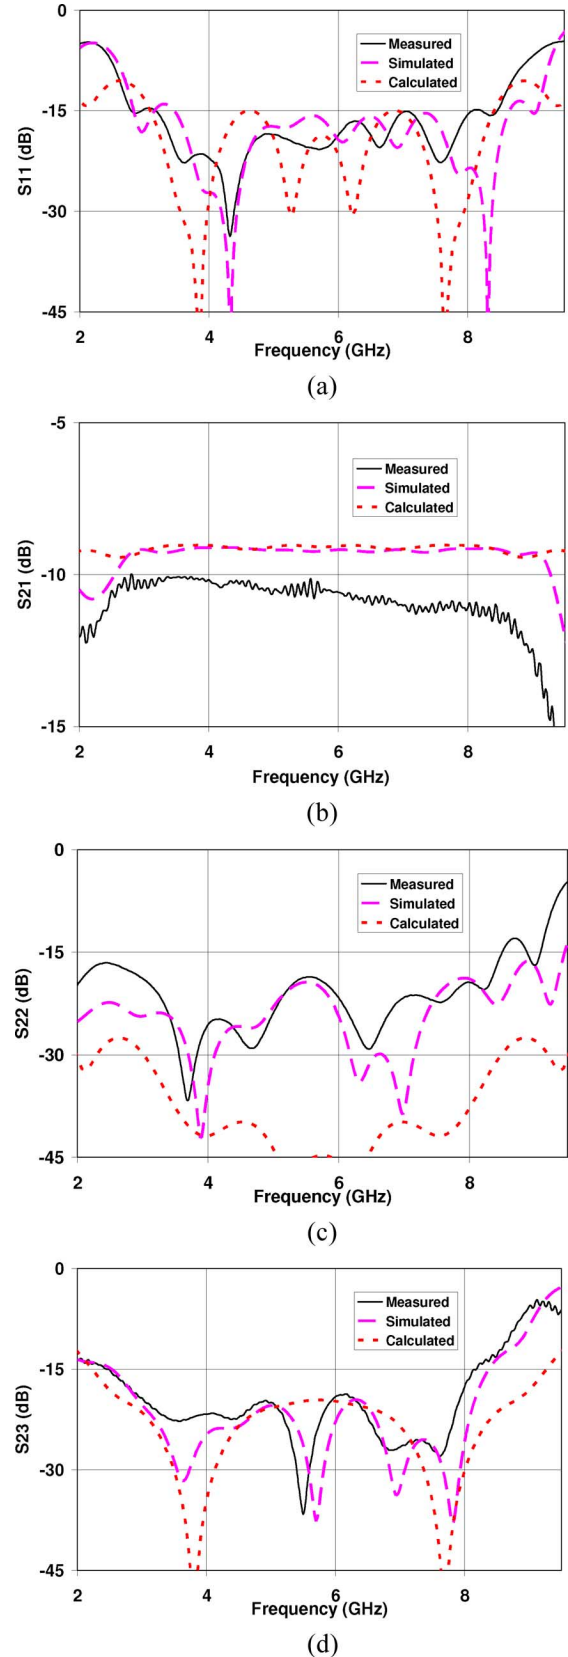 0
-15
-30
-45
S11 (dB)
Measured
Simulated
Calculated
2 4 6 8
Frequency (GHz)
(a)
-5
-10
-15
S21 (dB)
Measured
Simulated
Calculated
2 4 6 8
Frequency (GHz)
(b)
0
-15
-30
-45
S22 (dB)
Measured
Simulated
Calculated
2 4 6 8
Frequency (GHz)
(c)
0
-15
-30
-45
S23 (dB)
Measured
Simulated
Calculated
2 4 6 8
Frequency (GHz)
(d)